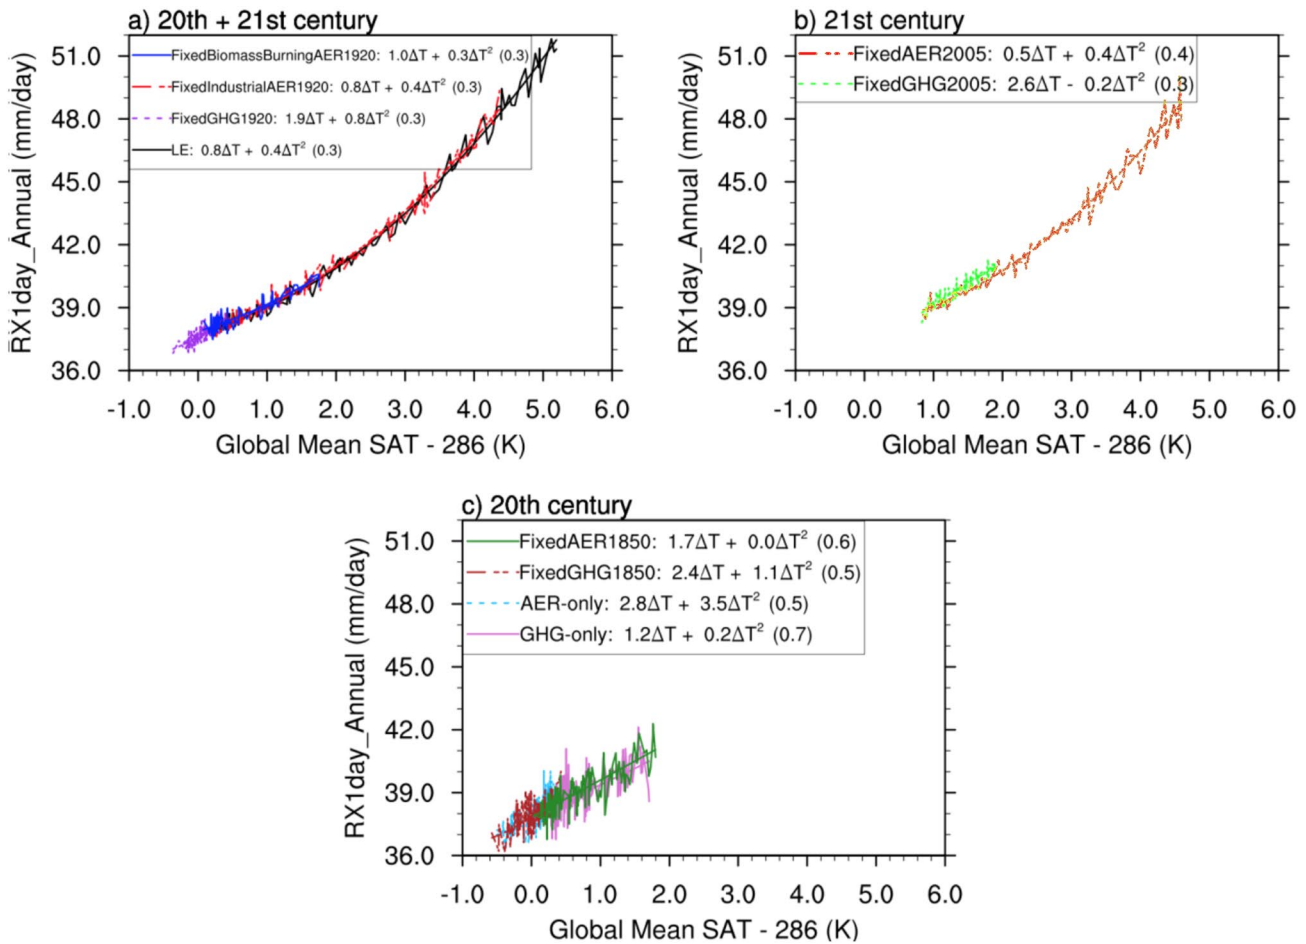 a) 20th + 21st century
FixedBiomassBurningAER1920: 1.0ΔT + 0.3ΔT² (0.3)
FixedIndustrialAER1920: 0.8ΔT + 0.4ΔT² (0.3)
FixedGHG1920: 1.9ΔT + 0.8ΔT² (0.3)
LE: 0.8ΔT + 0.4ΔT² (0.3)
RX1day_Annual (mm/day)
51.0
48.0
45.0
42.0
39.0
36.0
-1.0 0.0 1.0 2.0 3.0 4.0 5.0 6.0
Global Mean SAT - 286 (K)
b) 21st century
FixedAER2005: 0.5ΔT + 0.4ΔT² (0.4)
FixedGHG2005: 2.6ΔT - 0.2ΔT² (0.3)
RX1day_Annual (mm/day)
51.0
48.0
45.0
42.0
39.0
36.0
-1.0 0.0 1.0 2.0 3.0 4.0 5.0 6.0
Global Mean SAT - 286 (K)
c) 20th century
FixedAER1850: 1.7ΔT + 0.0ΔT² (0.6)
FixedGHG1850: 2.4ΔT + 1.1ΔT² (0.5)
AER-only: 2.8ΔT + 3.5ΔT² (0.5)
GHG-only: 1.2ΔT + 0.2ΔT² (0.7)
RX1day_Annual (mm/day)
51.0
48.0
45.0
42.0
39.0
36.0
-1.0 0.0 1.0 2.0 3.0 4.0 5.0 6.0
Global Mean SAT - 286 (K)